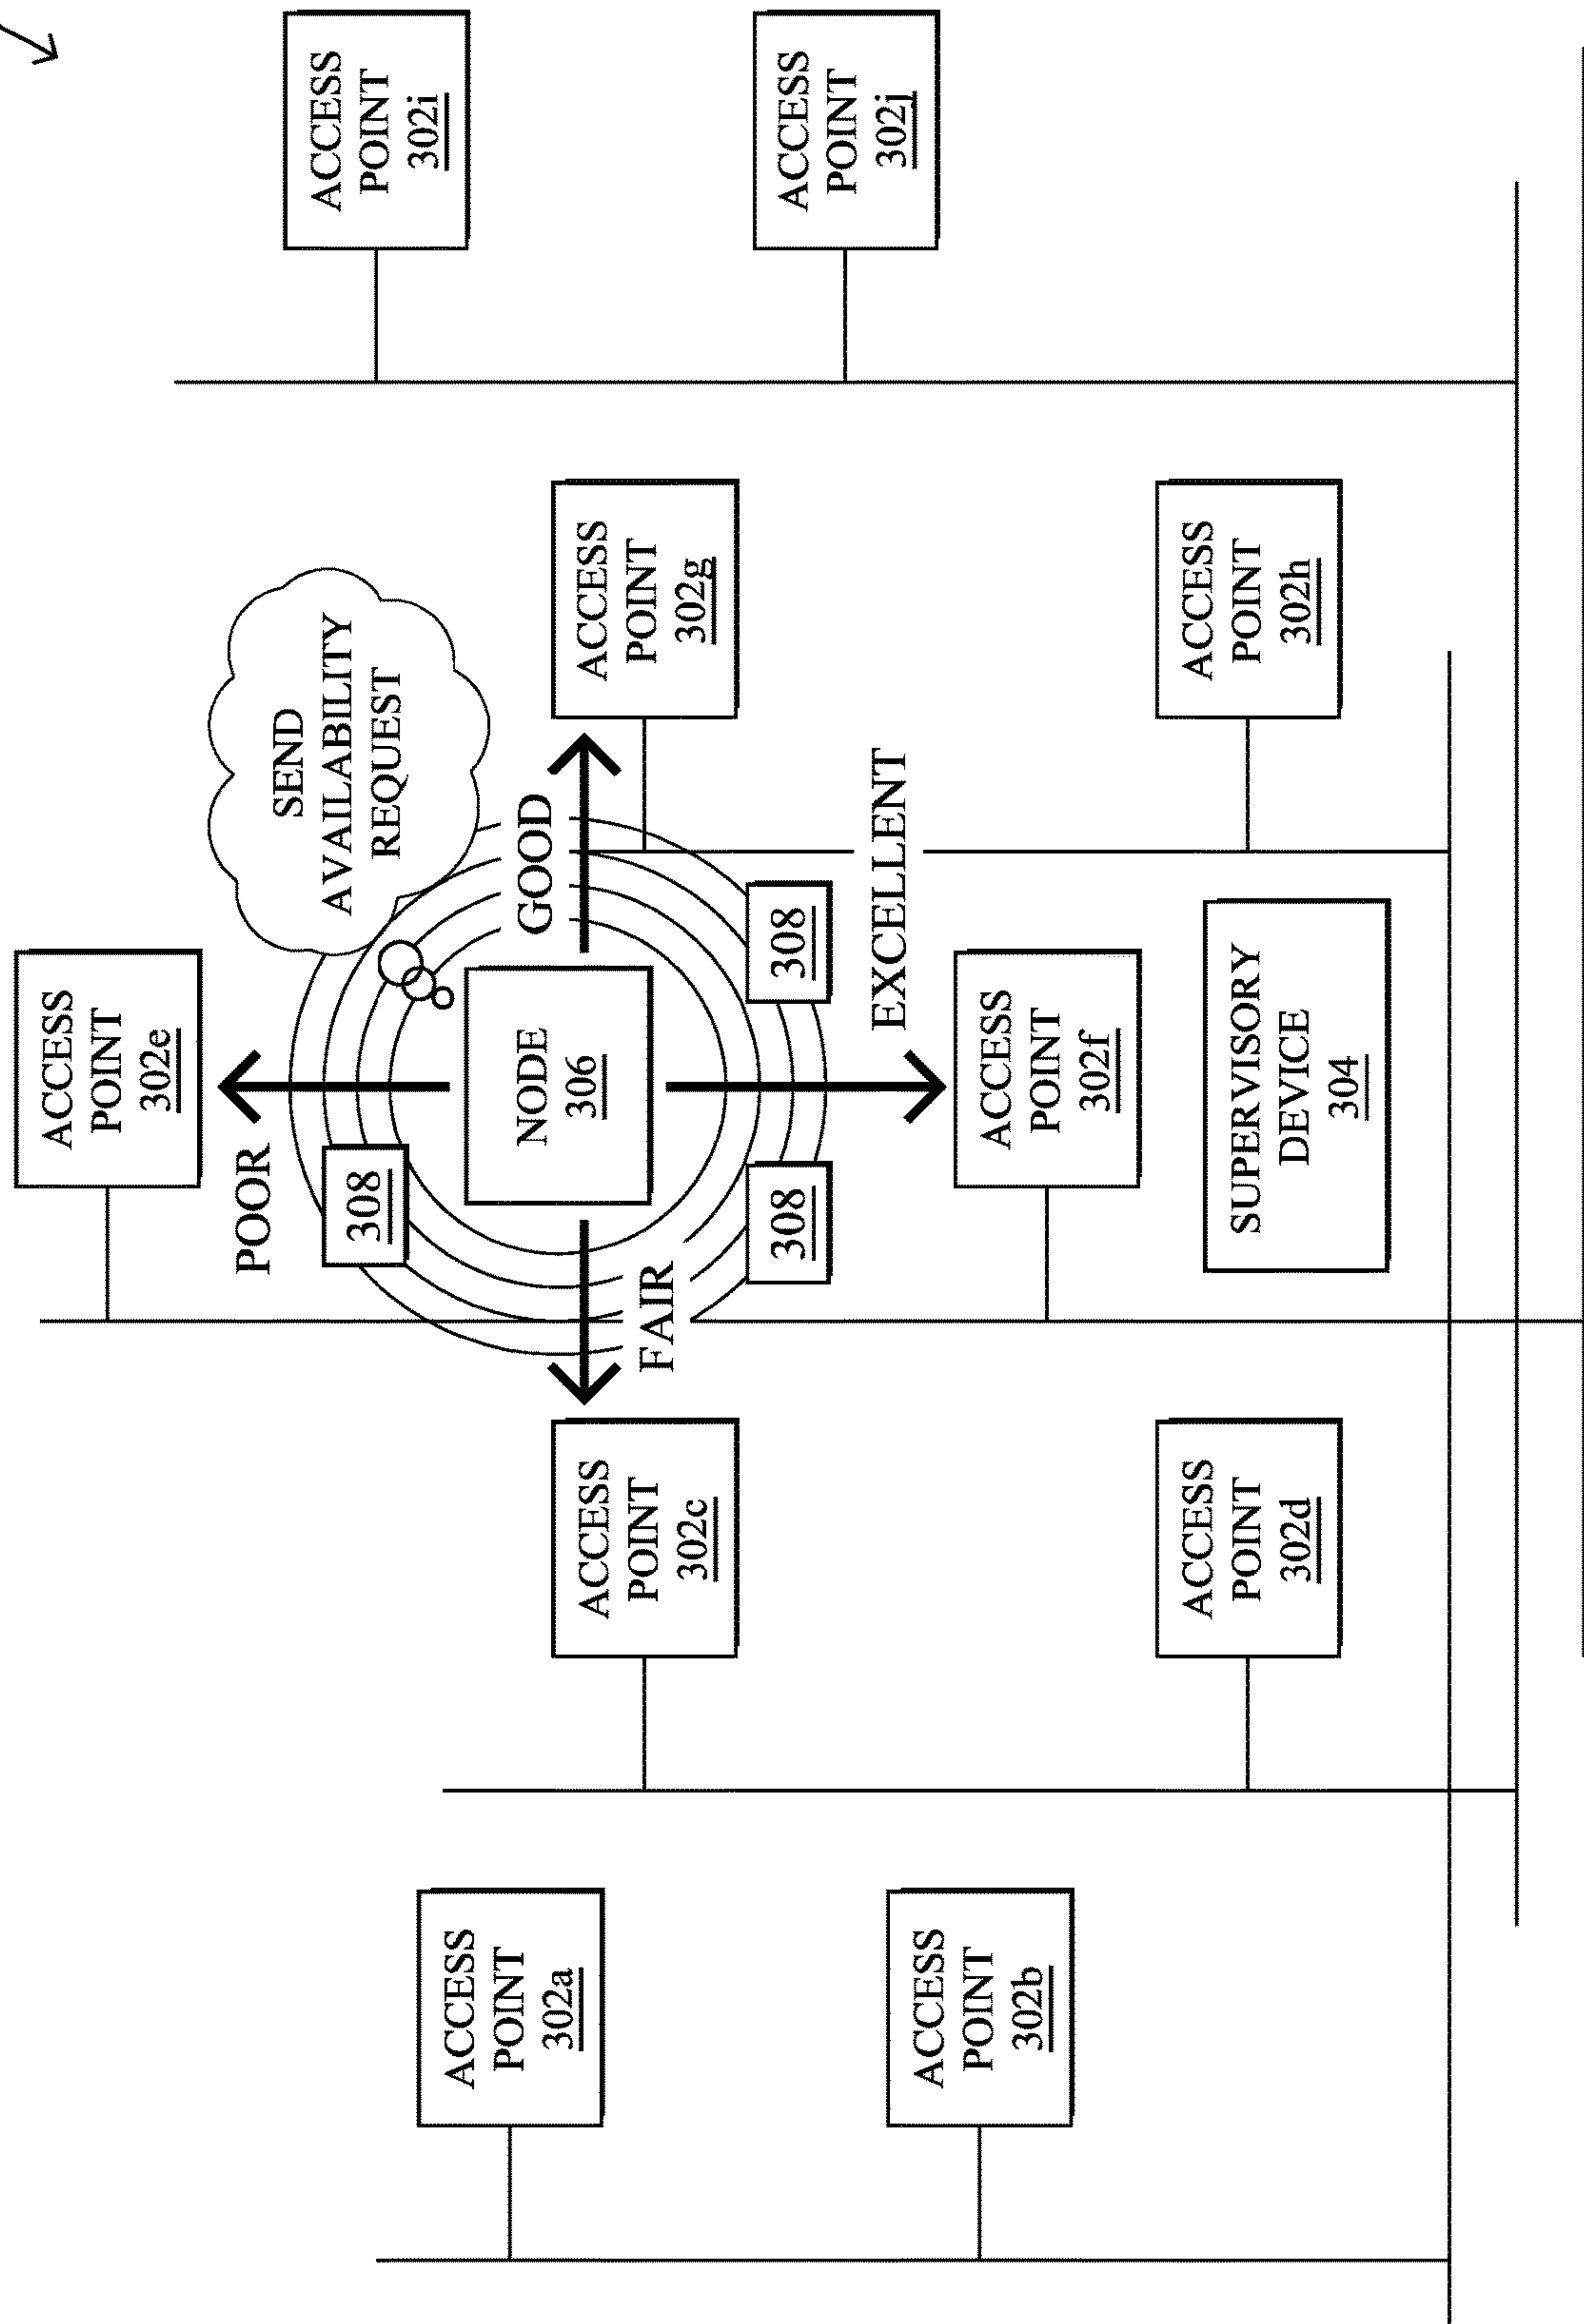 ACCESS
POINT
302e
SEND
AVAILABILITY
REQUEST
ACCESS
POINT
302i
POOR
308
ACCESS
POINT
302a
ACCESS
POINT
302c
FAIR
NODE
306
GOOD
ACCESS
POINT
302g
ACCESS
POINT
302j
308
308
EXCELLENT
ACCESS
POINT
302b
ACCESS
POINT
302f
ACCESS
POINT
302d
SUPERVISORY
DEVICE
304
ACCESS
POINT
302h